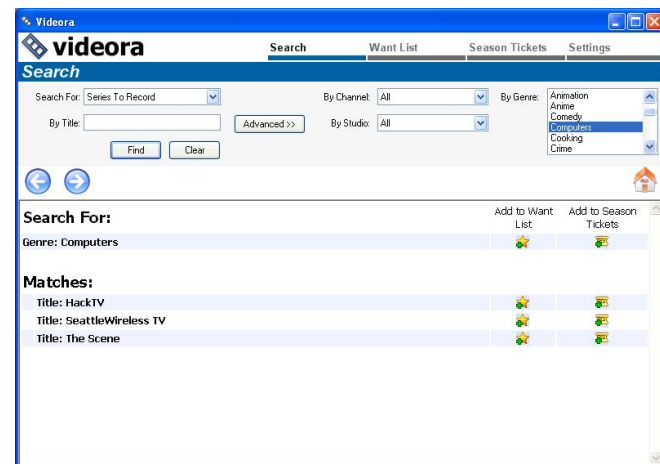 Videora
videora
Search Want List Season Tickets Settings
Search
Search For: Series To Record By Channel: All By Genre: Animation
Anime
Comedy
Computers
Cooking
Crime
By Title: Advanced >> By Studio: All
Find Clear
Search For: Add to Want List Add to Season Tickets
Genre: Computers
Matches:
Title: HackTV
Title: SeattleWireless TV
Title: The Scene